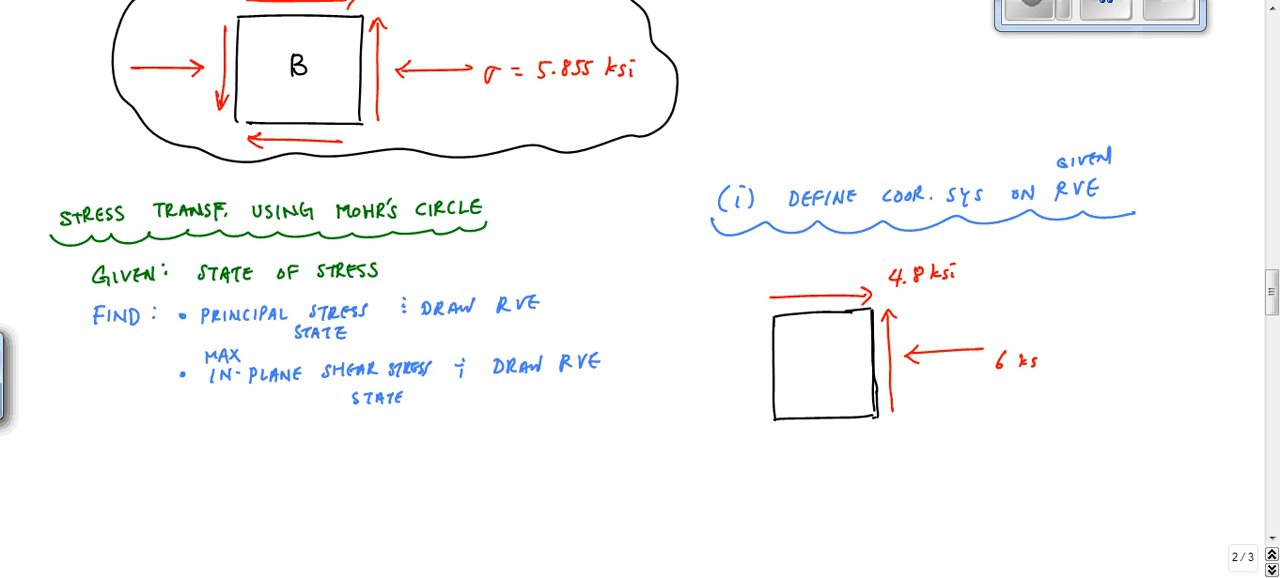 B
σ = 5.855 ksi
STRESS TRANSF. USING MOHR'S CIRCLE
GIVEN: STATE OF STRESS
FIND: • PRINCIPAL STRESS & DRAW RVE
STATE
MAX
• IN-PLANE SHEAR STRESS & DRAW RVE
STATE
GIVEN
(i) DEFINE COOR. SYS ON RVE
4.8 ksi
6 ks
2 / 3